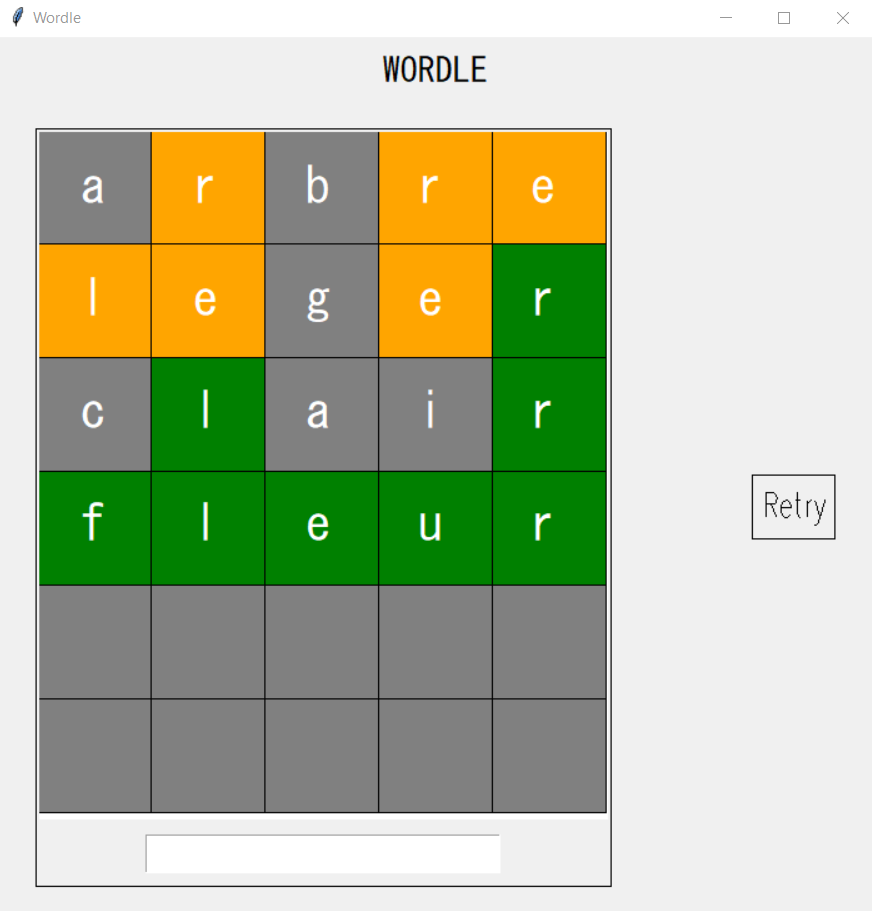 Wordle
WORDLE
a r b r e
l e g e r
c l a i r
f l e u r
Retry